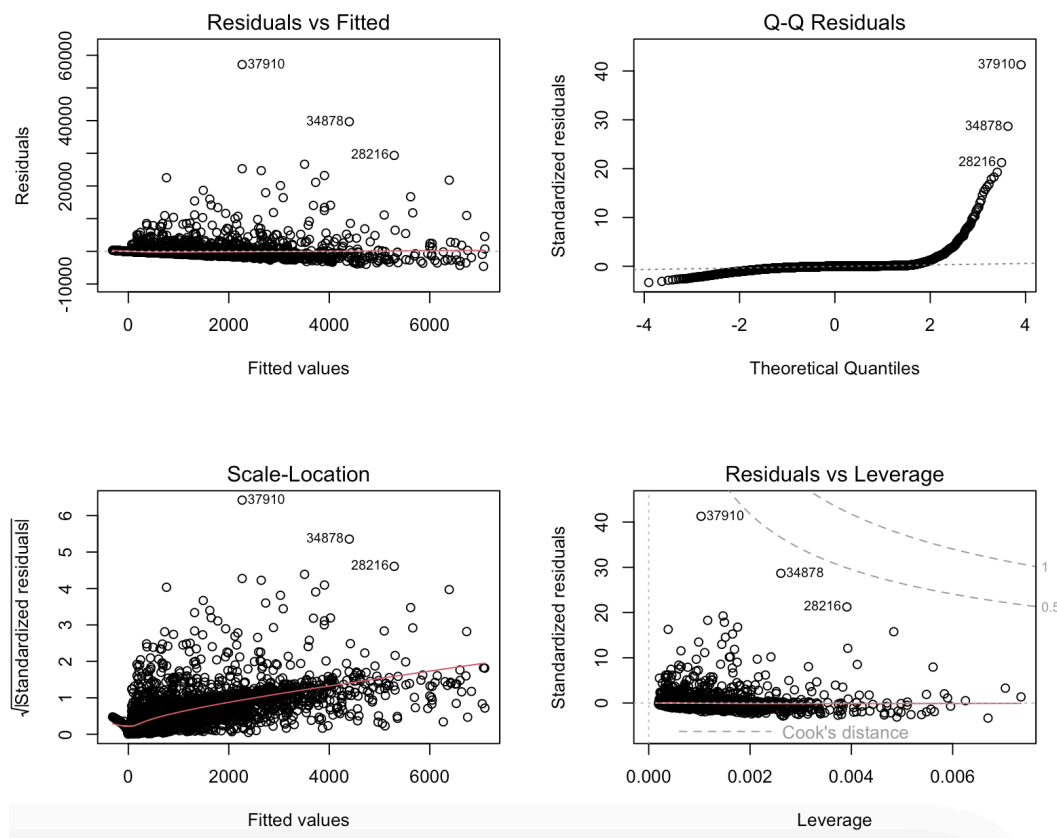 Residuals vs Fitted
Residuals
60000
40000
20000
-10000
37910
34878
28216
0 2000 4000 6000
Fitted values
Q-Q Residuals
Standardized residuals
40
30
20
10
0
37910
34878
28216
-4 -2 0 2 4
Theoretical Quantiles
Scale-Location
√|Standardized residuals|
6
5
4
3
2
1
0
37910
34878
28216
0 2000 4000 6000
Fitted values
Residuals vs Leverage
Standardized residuals
40
30
20
10
0
37910
34878
28216
1
0.5
Cook's distance
0.000 0.002 0.004 0.006
Leverage